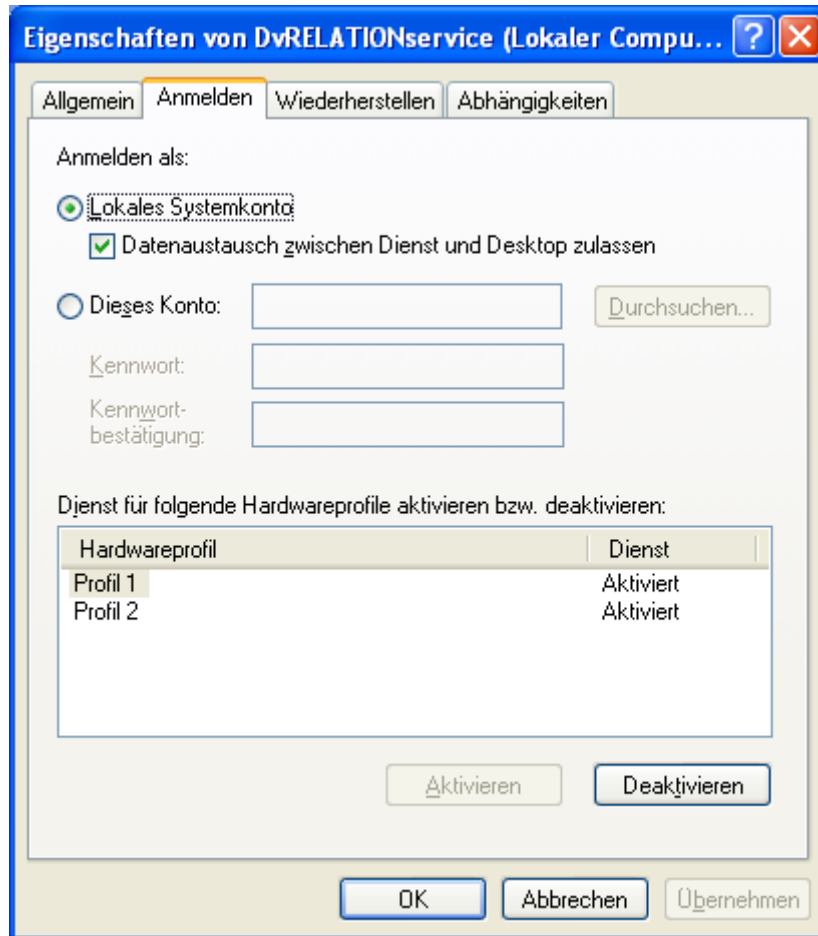 Eigenschaften von DvRELATIONservice (Lokaler Compu...
Allgemein Anmelden Wiederherstellen Abhängigkeiten
Anmelden als:
Lokales Systemkonto
Datenaustausch zwischen Dienst und Desktop zulassen
Dieses Konto: Durchsuchen...
Kennwort:
Kennwort-
bestätigung:
Dienst für folgende Hardwareprofile aktivieren bzw. deaktivieren:
Hardwareprofil Dienst
Profil 1 Aktiviert
Profil 2 Aktiviert
Aktivieren Deaktivieren
OK Abbrechen Übernehmen